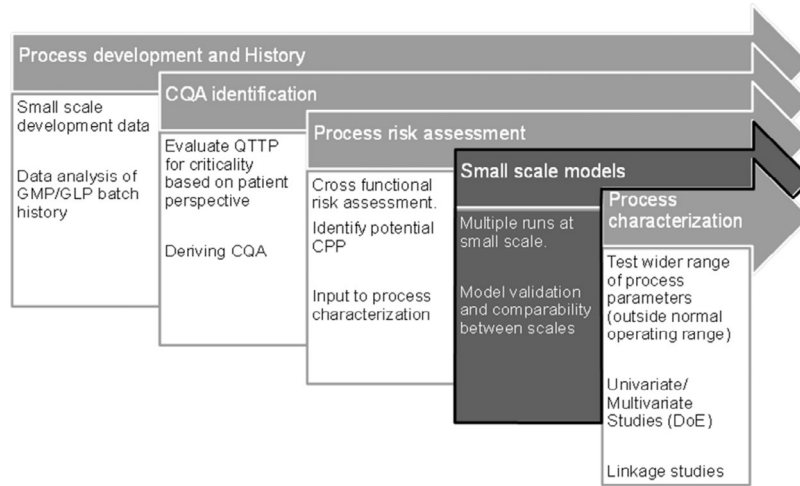 Process development and History
Small scale
development data
Data analysis of
GMP/GLP batch
history
CQA identification
Evaluate QTTP
for criticality
based on patient
perspective
Deriving CQA
Process risk assessment
Cross functional
risk assessment.
Identify potential
CPP
Input to process
characterization
Small scale models
Multiple runs at
small scale.
Model validation
and comparability
between scales
Process
characterization
Test wider range
of process
parameters
(outside normal
operating range)
Univariate/
Multivariate
Studies (DoE)
Linkage studies